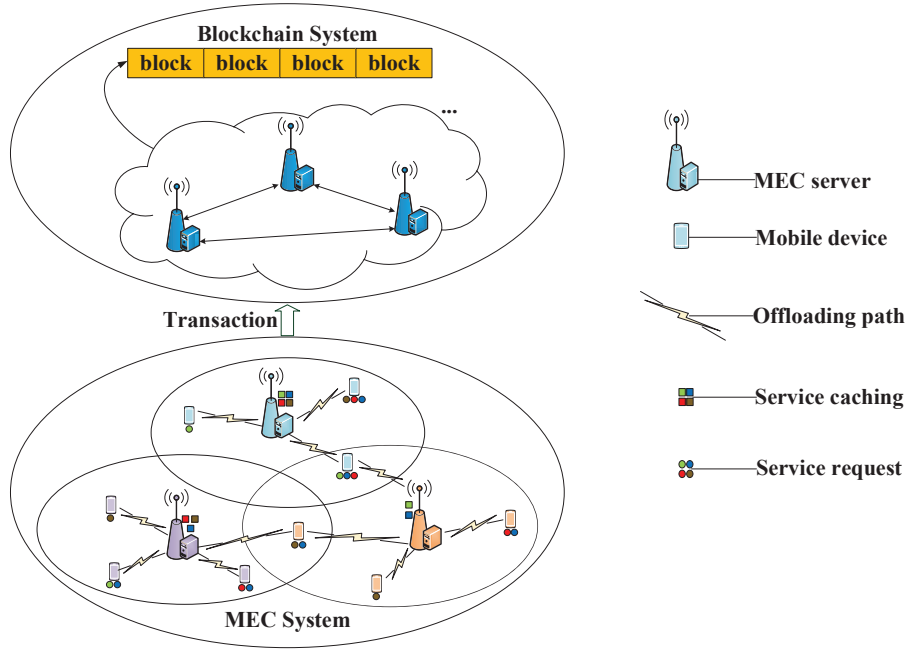 Blockchain System
block block block block
...
Transaction
MEC System
MEC server
Mobile device
Offloading path
Service caching
Service request